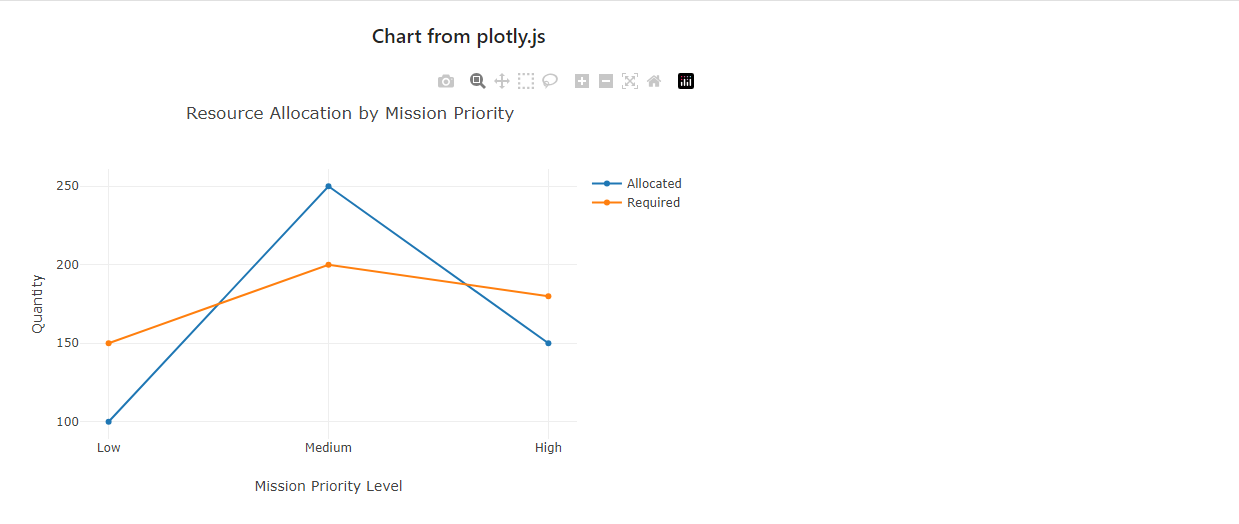 Chart from plotly.js
Resource Allocation by Mission Priority
250
200
150
100
Quantity
Low Medium High
Mission Priority Level
Allocated
Required